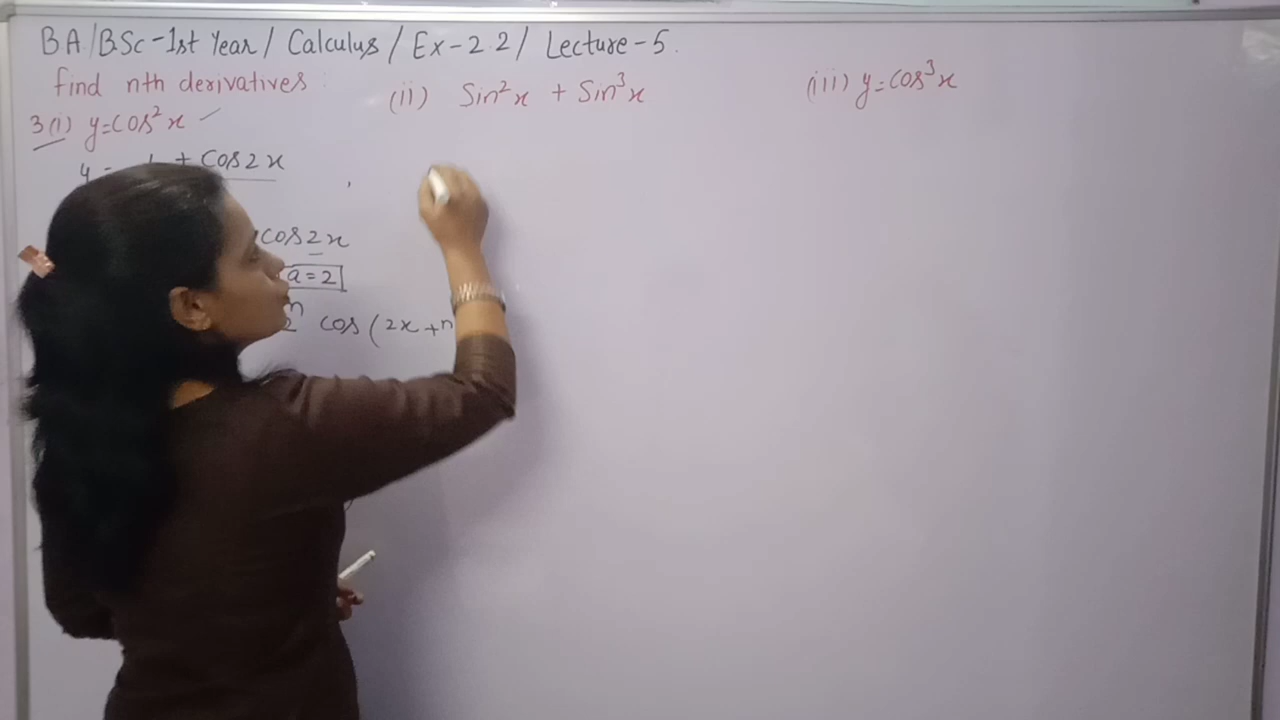 BA/BSc-1st Year/ Calculus / Ex-2.2/ Lecture-5.
find nth derivatives :
3(i) y=cos²x
y = 1 + cos2x
cos2x
a=2
2ⁿ cos (2x+n
(ii) Sin²x + Sin³x
(iii) y=cos³x